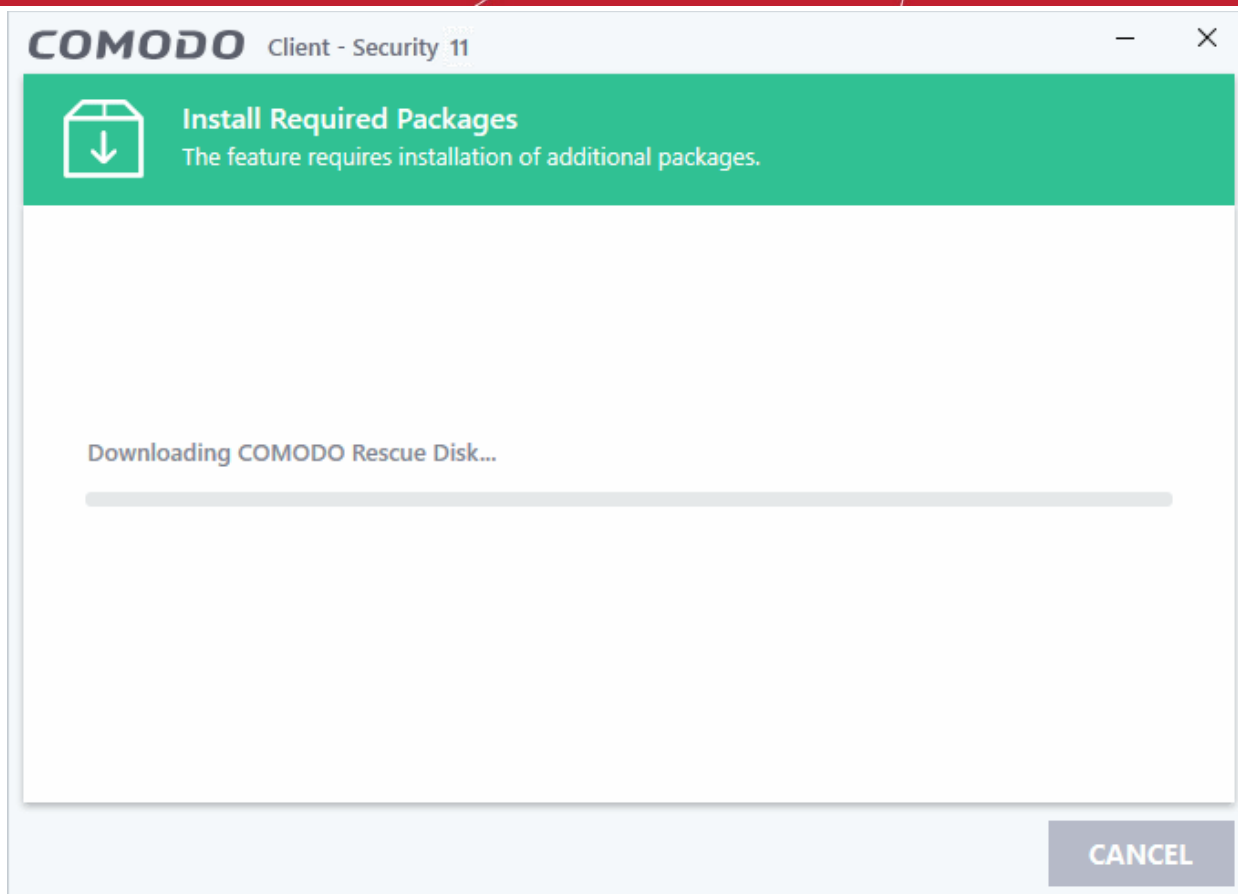 COMODO Client - Security 11
Install Required Packages
The feature requires installation of additional packages.
Downloading COMODO Rescue Disk...
CANCEL